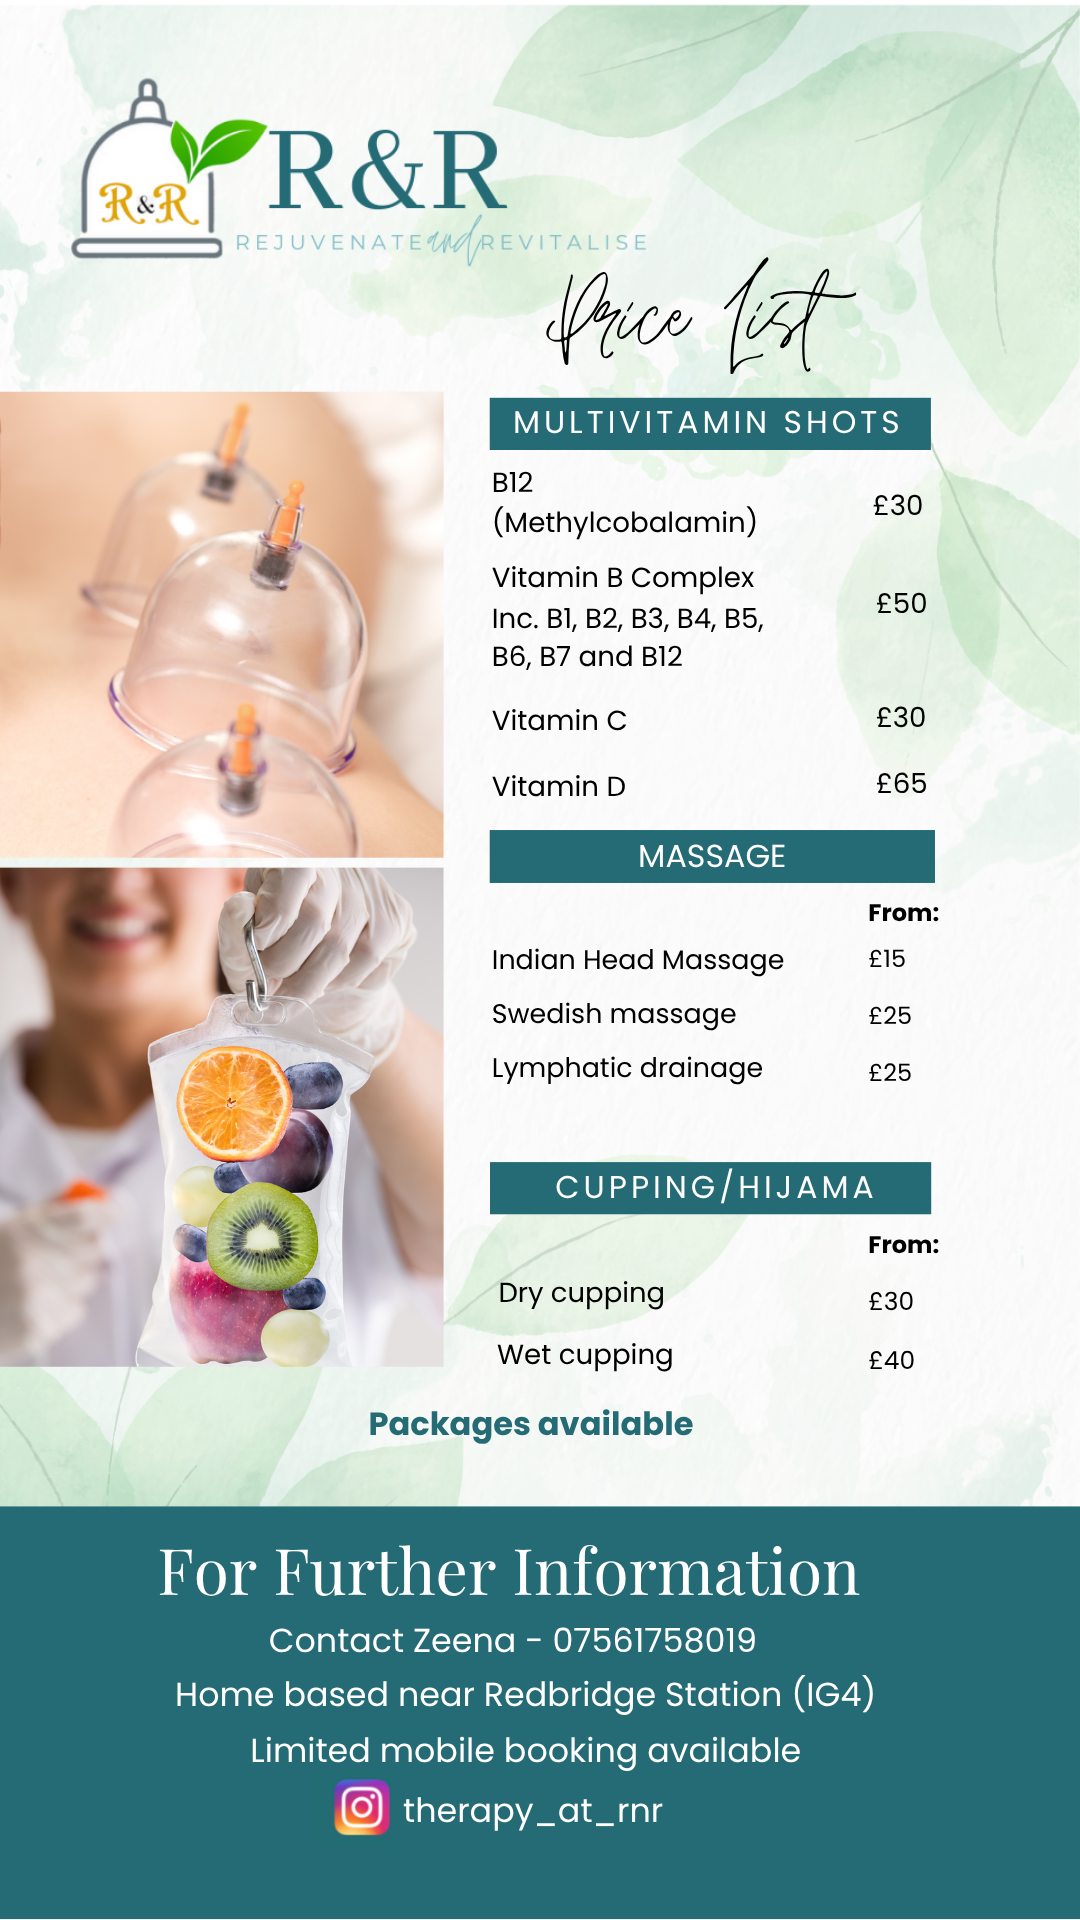 R&R
R&R
REJUVENATE and REVITALISE
Price List
MULTIVITAMIN SHOTS
B12
(Methylcobalamin) £30
Vitamin B Complex
Inc. B1, B2, B3, B4, B5, £50
B6, B7 and B12
Vitamin C £30
Vitamin D £65
MASSAGE
From:
Indian Head Massage £15
Swedish massage £25
Lymphatic drainage £25
CUPPING/HIJAMA
From:
Dry cupping £30
Wet cupping £40
Packages available
For Further Information
Contact Zeena - 07561758019
Home based near Redbridge Station (IG4)
Limited mobile booking available
therapy_at_rnr